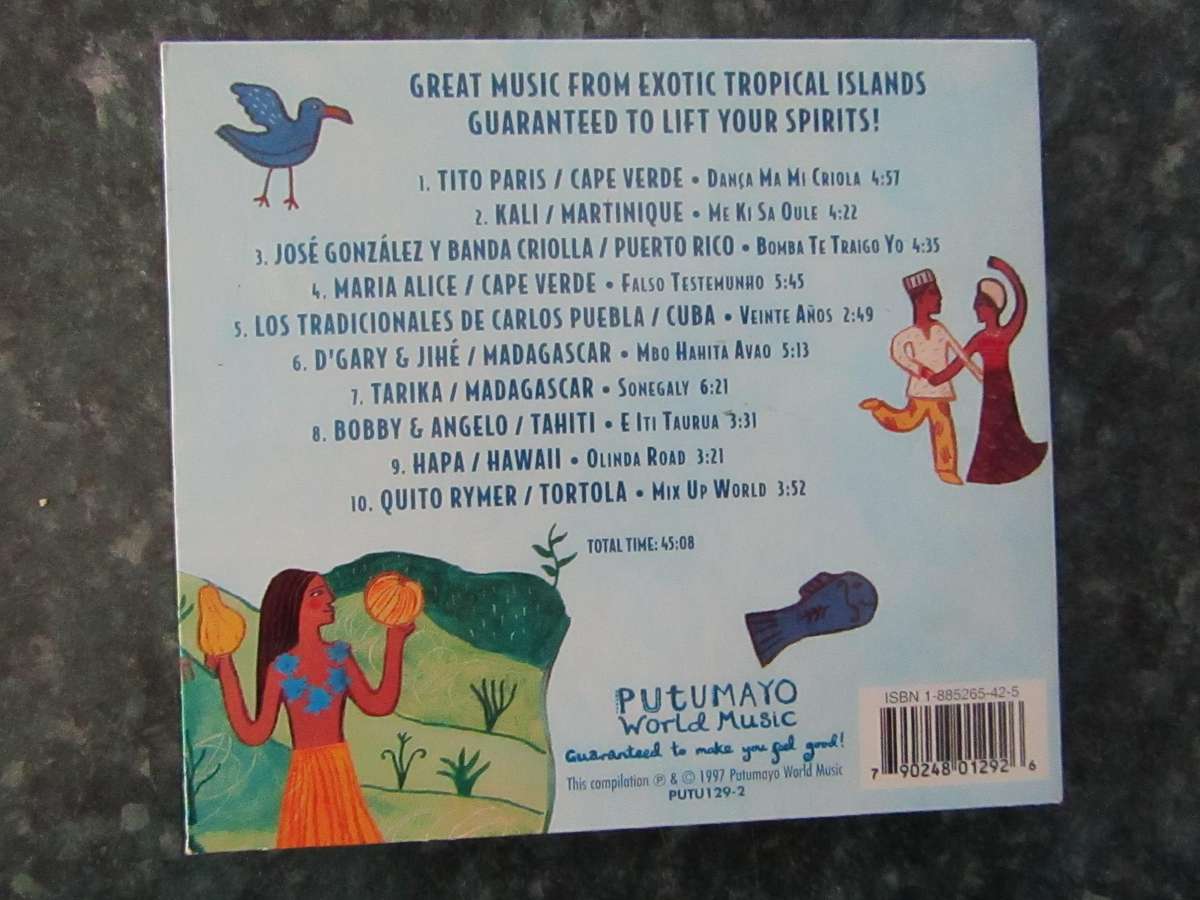 GREAT MUSIC FROM EXOTIC TROPICAL ISLANDS
GUARANTEED TO LIFT YOUR SPIRITS!
1. TITO PARIS / CAPE VERDE • DANÇA MA MI CRIOLA 4:57
2. KALI / MARTINIQUE • ME KI SA OULE 4:22
3. JOSÉ GONZÁLEZ Y BANDA CRIOLLA / PUERTO RICO • BOMBA TE TRAIGO YO 4:35
4. MARIA ALICE / CAPE VERDE • FALSO TESTEMUNHO 5:45
5. LOS TRADICIONALES DE CARLOS PUEBLA / CUBA • VEINTE AÑOS 2:49
6. D'GARY & JIHÉ / MADAGASCAR • MBO HAHITA AVAO 5:13
7. TARIKA / MADAGASCAR • SONEGALY 6:21
8. BOBBY & ANGELO / TAHITI • E ITI TAURUA 3:31
9. HAPA / HAWAII • OLINDA ROAD 3:21
10. QUITO RYMER / TORTOLA • MIX UP WORLD 3:52
TOTAL TIME: 45:08
PUTUMAYO
World Music
Guaranteed to make you feel good!
This compilation ℗ & © 1997 Putumayo World Music
PUTU129-2
ISBN 1-885265-42-5
7 90248 01292 6